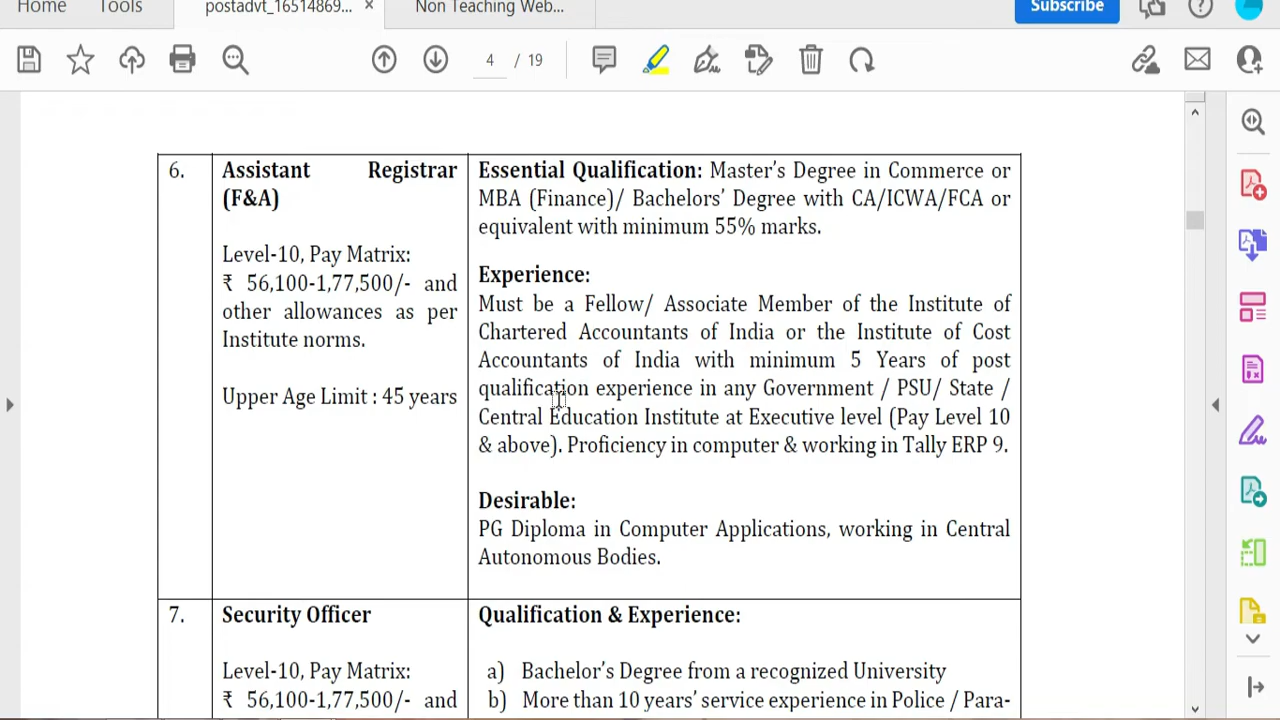 Home
Tools
postadvt_16514869...
×
Non Teaching Web...
Subscribe
4 / 19
6.
Assistant Registrar
(F&A)
Level-10, Pay Matrix:
₹ 56,100-1,77,500/- and
other allowances as per
Institute norms.
Upper Age Limit : 45 years
Essential Qualification: Master’s Degree in Commerce or
MBA (Finance)/ Bachelors’ Degree with CA/ICWA/FCA or
equivalent with minimum 55% marks.
Experience:
Must be a Fellow/ Associate Member of the Institute of
Chartered Accountants of India or the Institute of Cost
Accountants of India with minimum 5 Years of post
qualification experience in any Government / PSU/ State /
Central Education Institute at Executive level (Pay Level 10
& above). Proficiency in computer & working in Tally ERP 9.
Desirable:
PG Diploma in Computer Applications, working in Central
Autonomous Bodies.
7.
Security Officer
Level-10, Pay Matrix:
₹ 56,100-1,77,500/- and
Qualification & Experience:
a) Bachelor’s Degree from a recognized University
b) More than 10 years’ service experience in Police / Para-